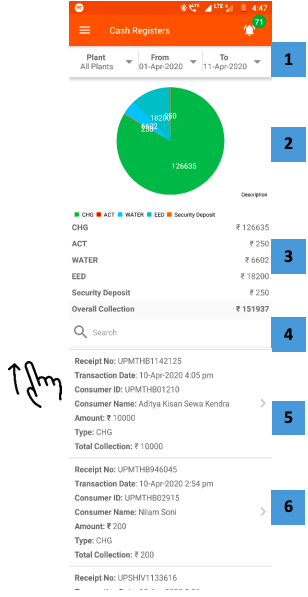 LTE LTE 4:47
Cash Registers 71
Plant From To
All Plants 01-Apr-2020 11-Apr-2020
1
2
18200 250
6602
250
126635
Description
CHG ACT WATER EED Security Deposit
CHG ₹ 126635
ACT ₹ 250
WATER ₹ 6602
3
EED ₹ 18200
Security Deposit ₹ 250
Overall Collection ₹ 151937
Search
4
Receipt No: UPMTHB1142125
Transaction Date: 10-Apr-2020 4:05 pm
Consumer ID: UPMTHB01210
Consumer Name: Aditya Kisan Sewa Kendra
Amount: ₹ 10000
5
Type: CHG
Total Collection: ₹ 10000
Receipt No: UPMTHB946045
Transaction Date: 10-Apr-2020 2:54 pm
Consumer ID: UPMTHB02915
Consumer Name: Nilam Soni
6
Amount: ₹ 200
Type: CHG
Total Collection: ₹ 200
Receipt No: UPSHIV1133616